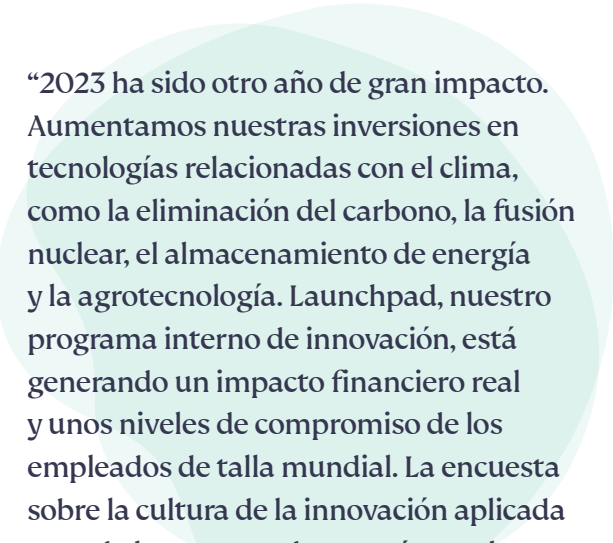 “2023 ha sido otro año de gran impacto.
Aumentamos nuestras inversiones en
tecnologías relacionadas con el clima,
como la eliminación del carbono, la fusión
nuclear, el almacenamiento de energía
y la agrotecnología. Launchpad, nuestro
programa interno de innovación, está
generando un impacto financiero real
y unos niveles de compromiso de los
empleados de talla mundial. La encuesta
sobre la cultura de la innovación aplicada